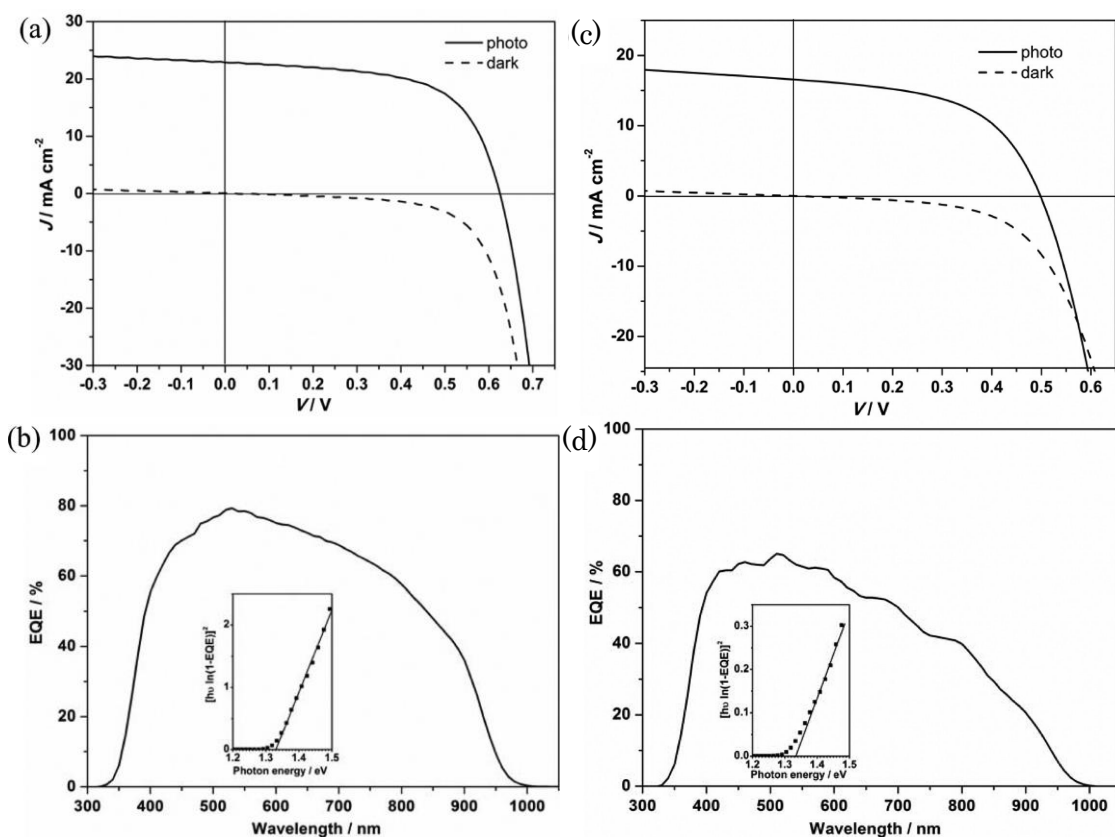 (a)
30
20
10
0
-10
-20
-30
J / mA cm⁻²
photo
dark
-0.3 -0.2 -0.1 0.0 0.1 0.2 0.3 0.4 0.5 0.6 0.7
V / V
(c)
20
10
0
-10
-20
J / mA cm⁻²
photo
dark
-0.3 -0.2 -0.1 0.0 0.1 0.2 0.3 0.4 0.5 0.6
V / V
(b)
100
80
60
40
20
0
EQE / %
300 400 500 600 700 800 900 1000
Wavelength / nm
[hυ ln(1-EQE)]²
2
1
0
1.2 1.3 1.4 1.5
Photon energy / eV
(d)
100
80
60
40
20
0
EQE / %
300 400 500 600 700 800 900 1000
Wavelength / nm
[hυ ln(1-EQE)]²
0.3
0.2
0.1
0.0
1.2 1.3 1.4 1.5
Photon energy / eV